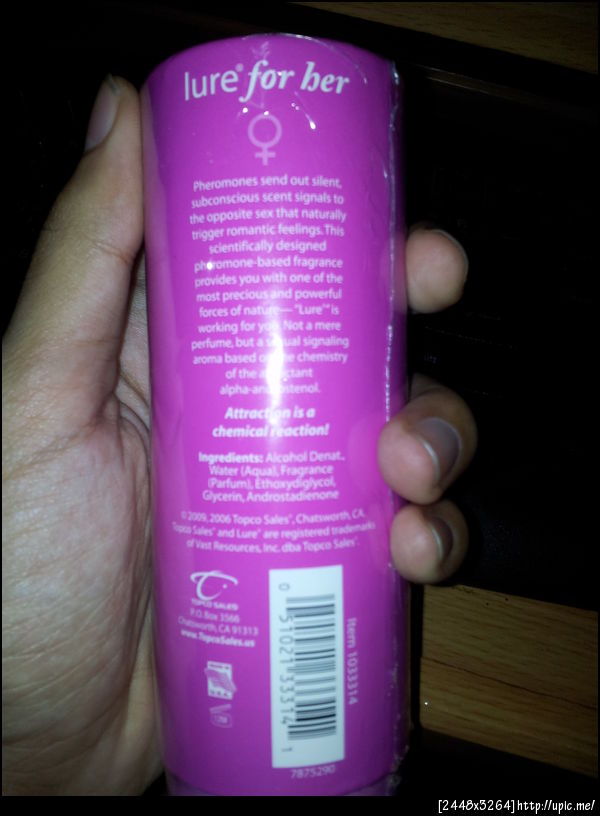 lure® for her
Pheromones send out silent,
subconscious scent signals to
the opposite sex that naturally
trigger romantic feelings. This
scientifically designed
pheromone-based fragrance
provides you with one of the
most precious and powerful
forces of nature— "Lure™" is
working for you. Not a mere
perfume, but a sexual signaling
aroma based on the chemistry
of the attractant
alpha-androstenol.
Attraction is a
chemical reaction!
Ingredients: Alcohol Denat.,
Water (Aqua), Fragrance
(Parfum), Ethoxydiglycol,
Glycerin, Androstadienone
©2009, 2006 Topco Sales®, Chatsworth, CA.
Topco Sales® and Lure® are registered trademarks
of Vast Resources, Inc. dba Topco Sales®.
TOPCO SALES
P.O. Box 3566
Chatsworth, CA 91313
www.TopcoSales.us
12M
0 51021 33314 1
Item 1033314
7875290
[2448x3264]http://upic.me/